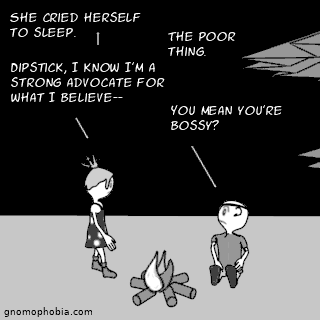 SHE CRIED HERSELF
TO SLEEP.
THE POOR
THING.
DIPSTICK, I KNOW I'M A
STRONG ADVOCATE FOR
WHAT I BELIEVE--
YOU MEAN YOU'RE
BOSSY?
gnomophobia.com